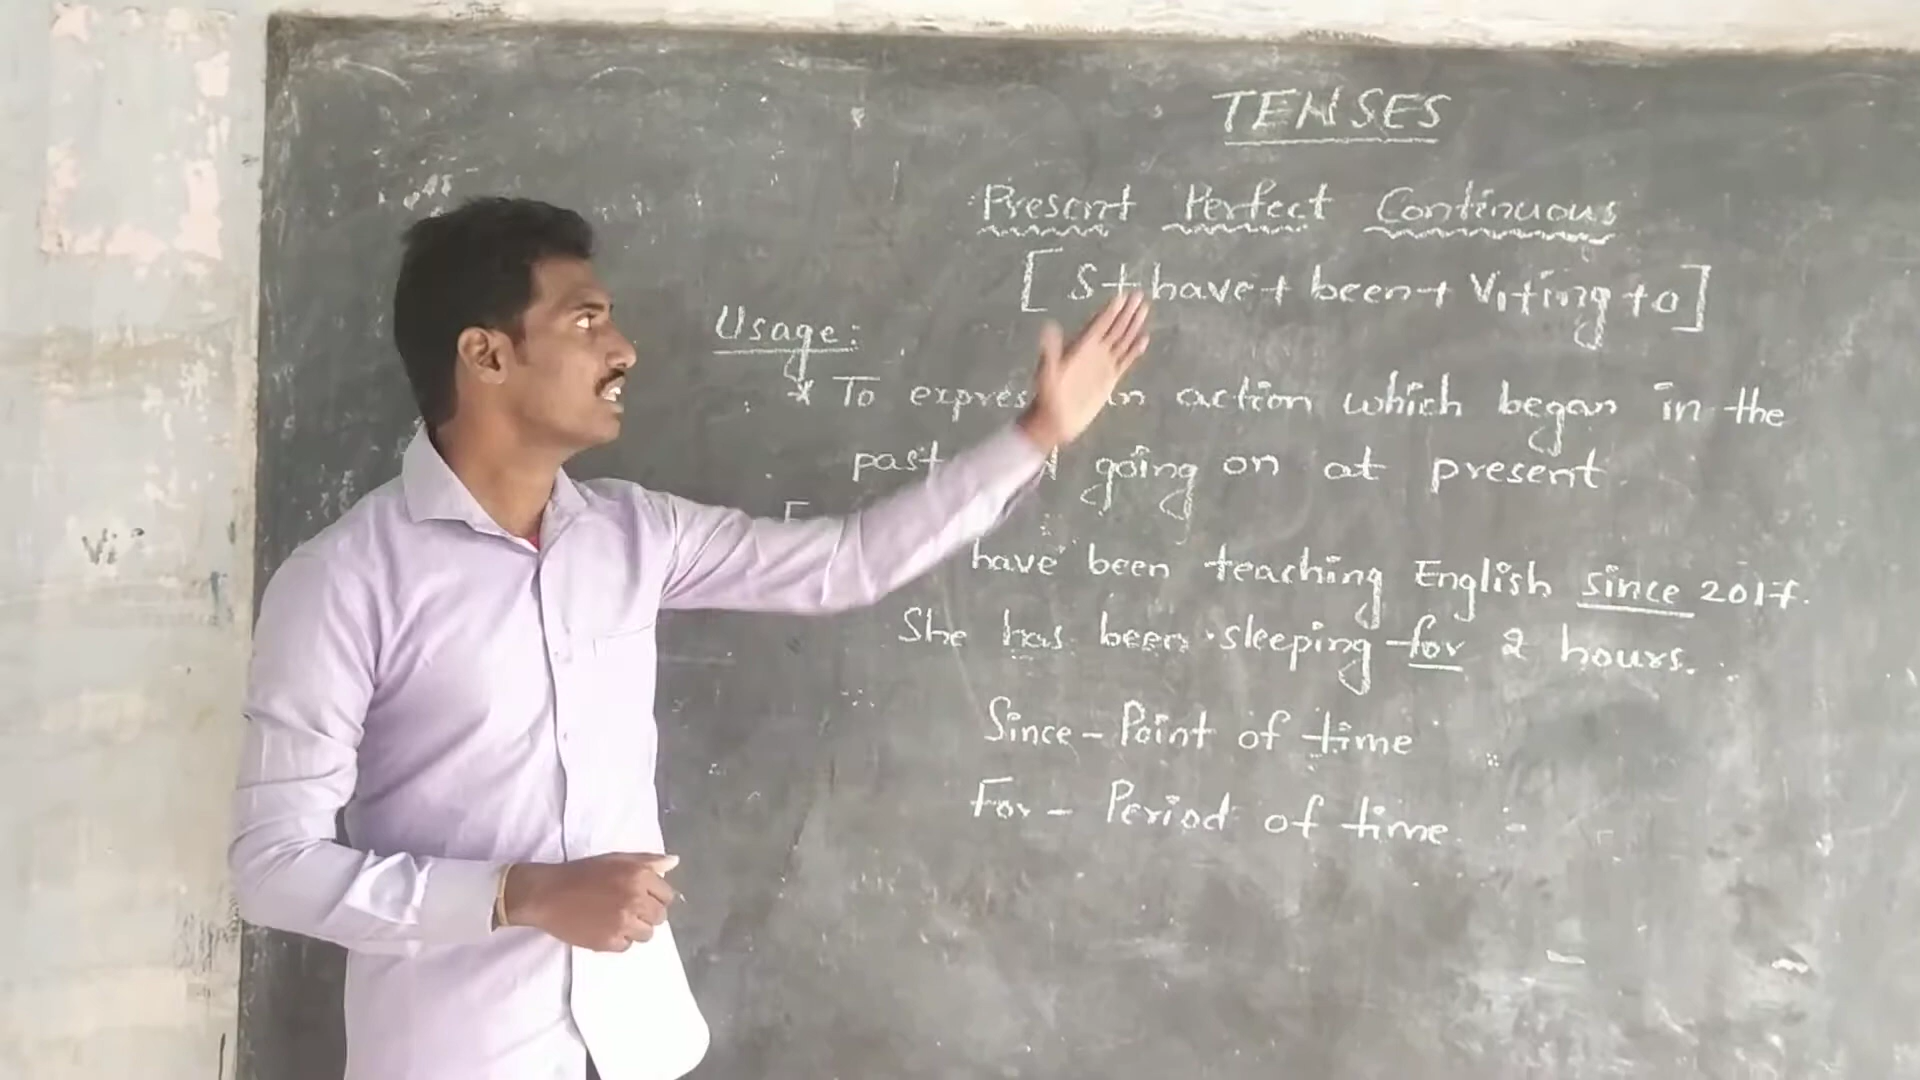 TENSES
Present Perfect Continuous
[S+have+been+V1+ing+o]
Usage:
* To expres an action which began in the
past going on at present
have been teaching English since 2017.
She has been sleeping for 2 hours.
Since - Point of time
For - Period of time
Vi